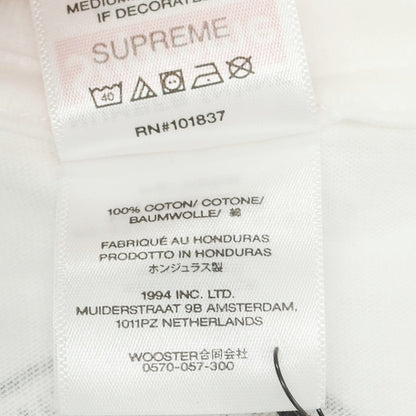 MEDIUM
IF DECORATED
SUPREME
40
RN#101837
100% COTON/ COTONE/
BAUMWOLLE/ 綿
FABRIQUÉ AU HONDURAS
PRODOTTO IN HONDURAS
ホンジュラス製
1994 INC. LTD.
MUIDERSTRAAT 9B AMSTERDAM,
1011PZ NETHERLANDS
WOOSTER合同会社
0570-057-300